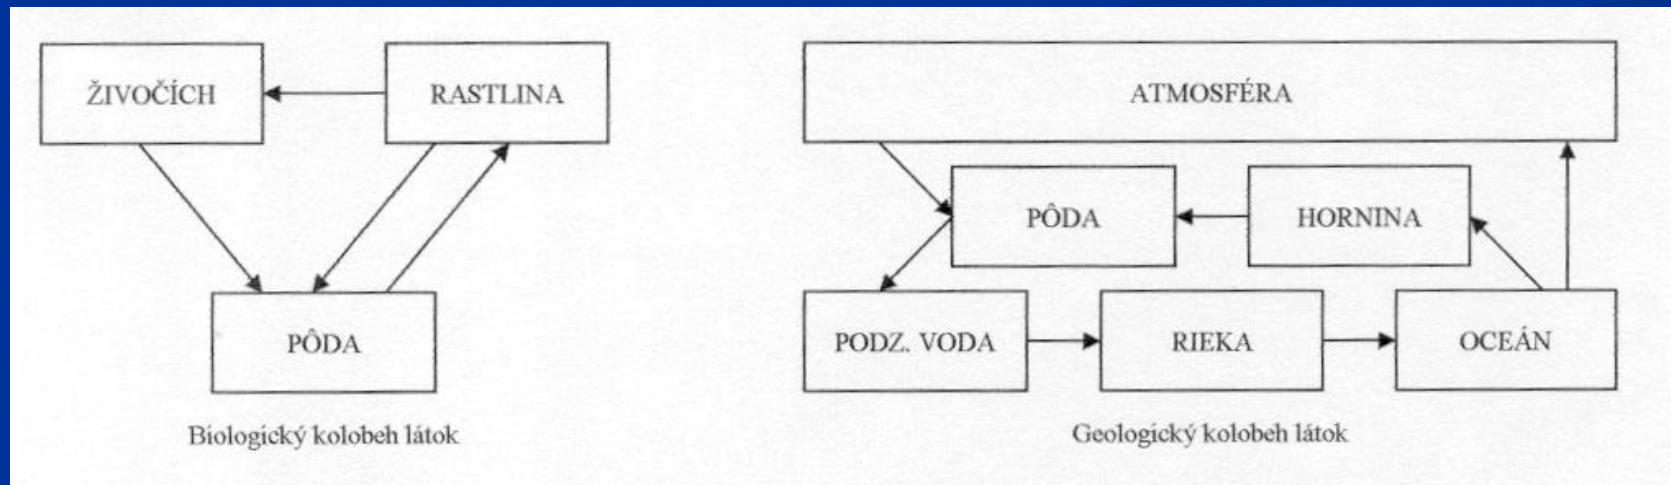 ŽIVOČÍCH
RASTLINA
PÔDA
Biologický kolobeh látok
ATMOSFÉRA
PÔDA
HORNINA
PODZ. VODA
RIEKA
OCEÁN
Geologický kolobeh látok